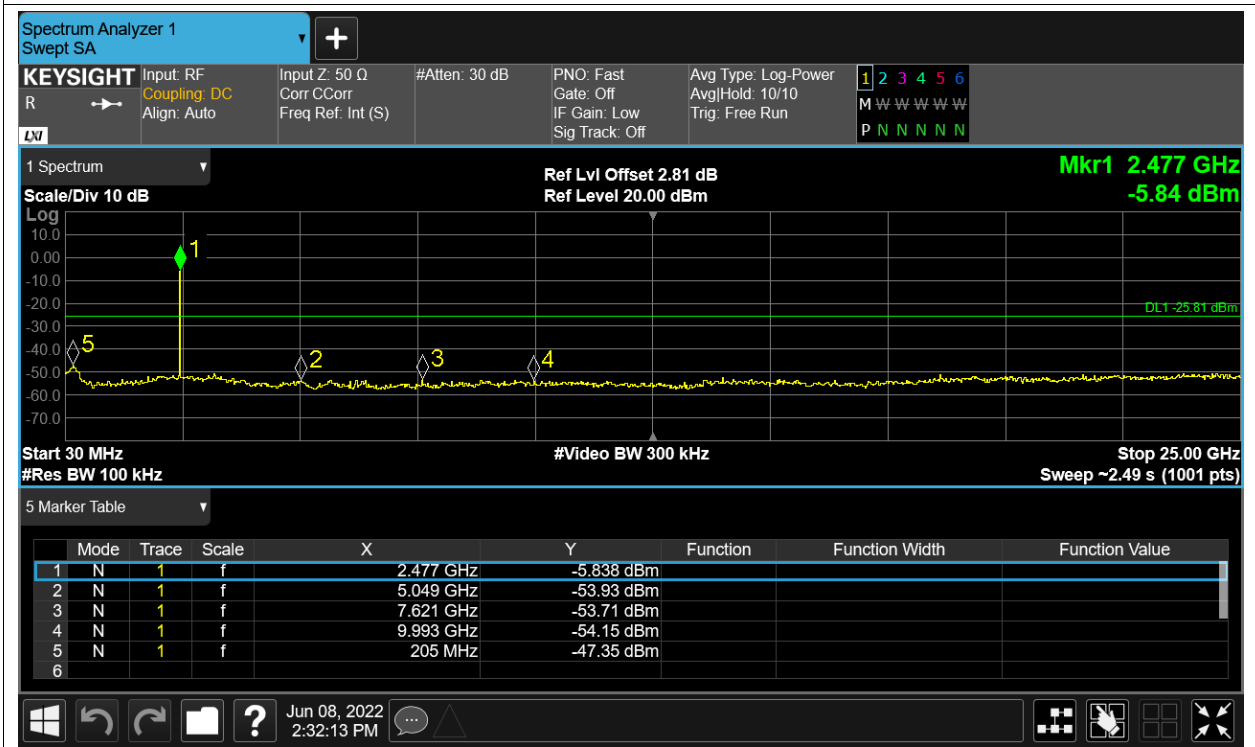 Spectrum Analyzer 1
Swept SA
+
KEYSIGHT Input: RF Input Z: 50 Ω #Atten: 30 dB PNO: Fast Avg Type: Log-Power 1 2 3 4 5 6
R Coupling: DC Corr CCorr Gate: Off Avg|Hold: 10/10 M W W W W W
Align: Auto Freq Ref: Int (S) IF Gain: Low Trig: Free Run
LXI Sig Track: Off P N N N N N
1 Spectrum Ref Lvl Offset 2.81 dB Mkr1 2.477 GHz
Scale/Div 10 dB Ref Level 20.00 dBm -5.84 dBm
Log
10.0
1
0.00
-10.0
-20.0
DL1 -25.81 dBm
-30.0
5
-40.0
2 3 4
-50.0
-60.0
-70.0
Start 30 MHz #Video BW 300 kHz Stop 25.00 GHz
#Res BW 100 kHz Sweep ~2.49 s (1001 pts)
5 Marker Table
Mode Trace Scale X Y Function Function Width Function Value
1 N 1 f 2.477 GHz -5.838 dBm
2 N 1 f 5.049 GHz -53.93 dBm
3 N 1 f 7.621 GHz -53.71 dBm
4 N 1 f 9.993 GHz -54.15 dBm
5 N 1 f 205 MHz -47.35 dBm
6
? Jun 08, 2022
2:32:13 PM